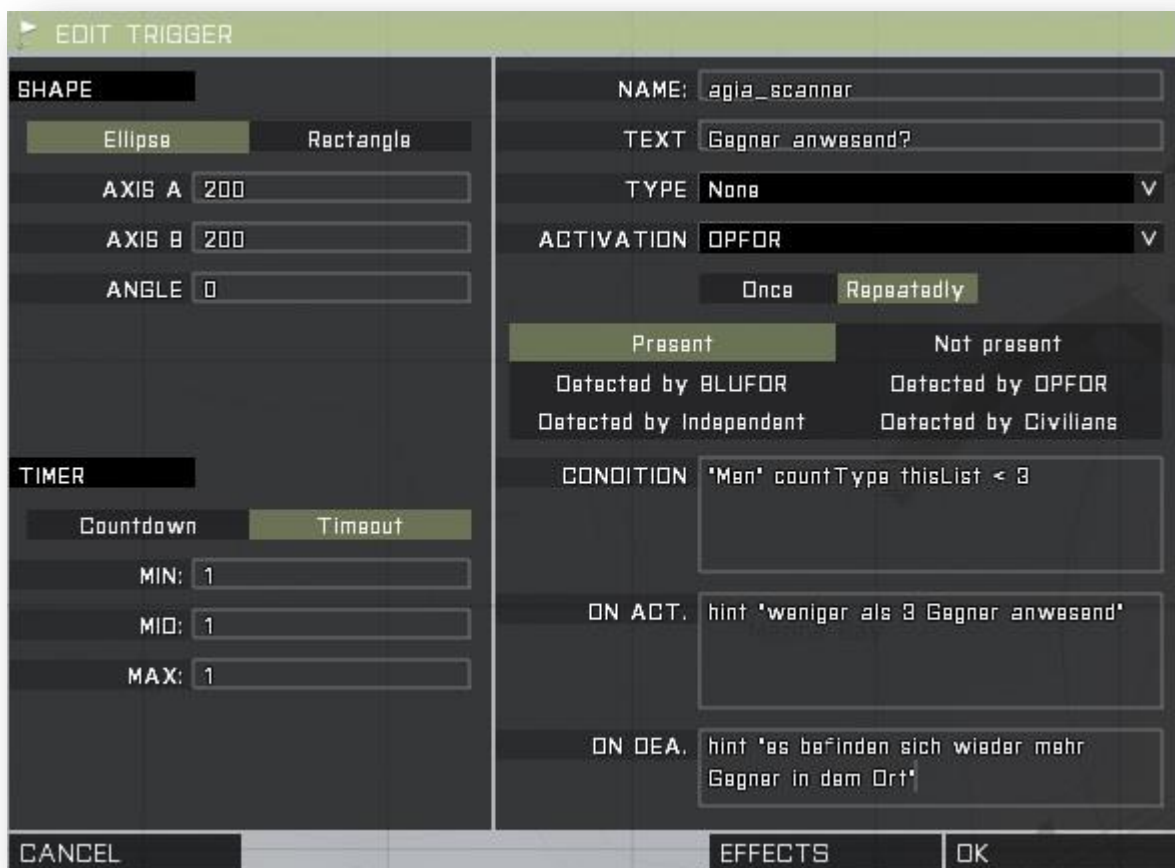 EDIT TRIGGER
SHAPE
Ellipse Rectangle
AXIS A 200
AXIS B 200
ANGLE 0
TIMER
Countdown Timeout
MIN: 1
MID: 1
MAX: 1
NAME: agia_scanner
TEXT Gegner anwesend?
TYPE None
ACTIVATION OPFOR
Once Repeatedly
Present Not present
Detected by BLUFOR Detected by OPFOR
Detected by Independent Detected by Civilians
CONDITION "Man" countType thisList < 3
ON ACT. hint "weniger als 3 Gegner anwesend"
ON DEA. hint "es befinden sich wieder mehr
Gegner in dem Ort"
CANCEL EFFECTS OK